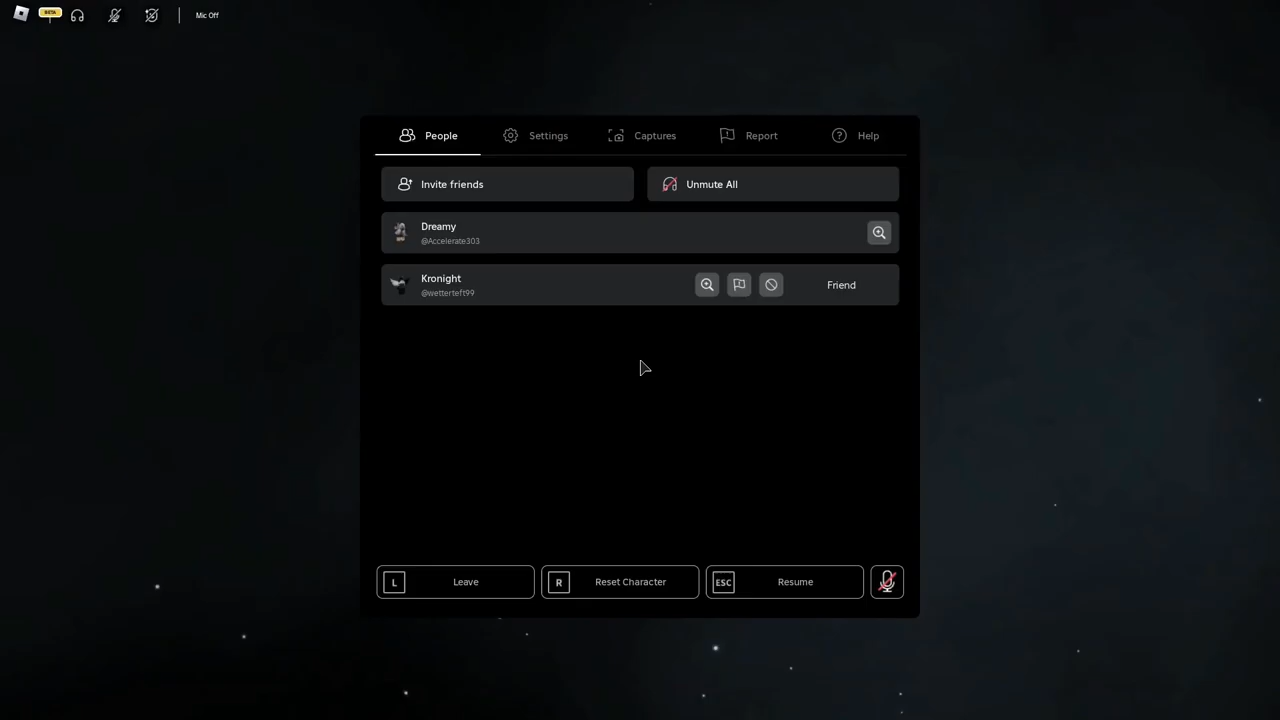 BETA
Mic Off
People
Settings
Captures
Report
Help
Invite friends
Unmute All
Dreamy
@Accelerate303
Kronight
@wetterteft99
Friend
L
Leave
R
Reset Character
ESC
Resume